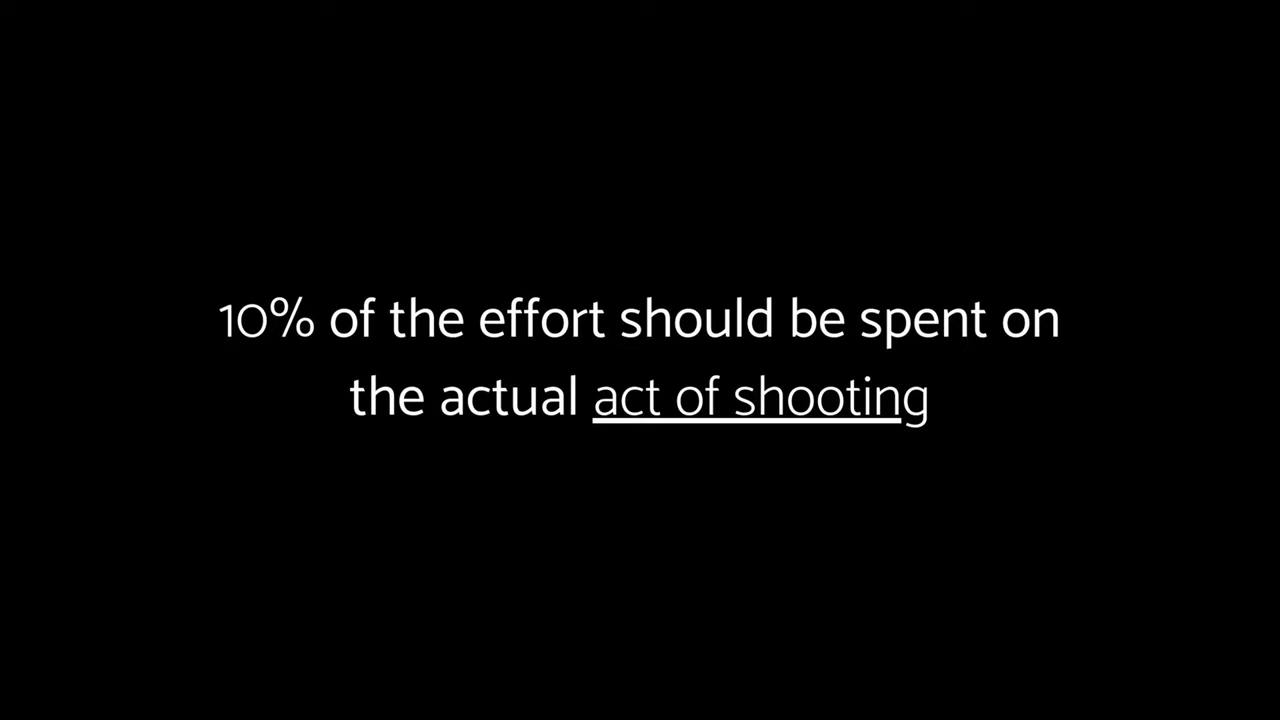 10% of the effort should be spent on
the actual act of shooting